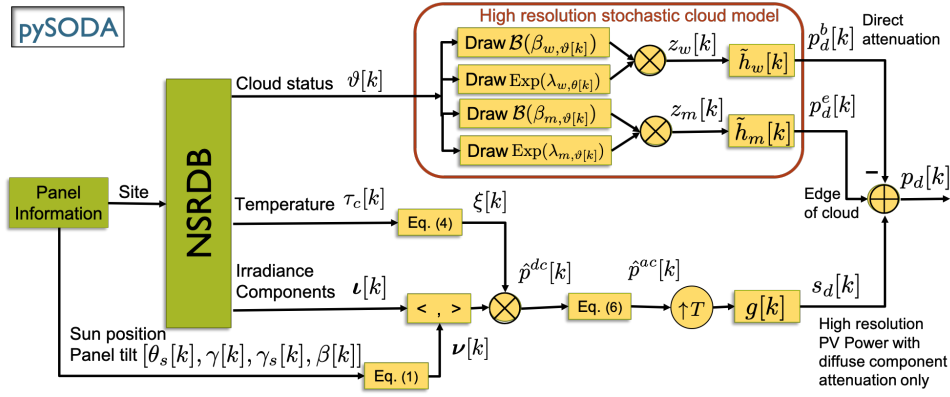 pySODA
High resolution stochastic cloud model
Cloud status ϑ[k]
Draw ℬ(β_{w,ϑ[k]})
Draw Exp(λ_{w,θ[k]})
Draw ℬ(β_{m,ϑ[k]})
Draw Exp(λ_{m,ϑ[k]})
z_w[k]
z_m[k]
h̃_w[k]
h̃_m[k]
p_d^b[k]
Direct
attenuation
p_d^e[k]
Edge
of cloud
−
p_d[k]
Panel
Information
Site
NSRDB
Temperature τ_c[k]
Eq. (4)
ξ[k]
Irradiance
Components ι[k]
< , >
p̂^{dc}[k]
Eq. (6)
p̂^{ac}[k]
↑T
g[k]
s_d[k]
High resolution
PV Power with
diffuse component
attenuation only
Sun position
Panel tilt [θ_s[k], γ[k], γ_s[k], β[k]]
Eq. (1)
ν[k]